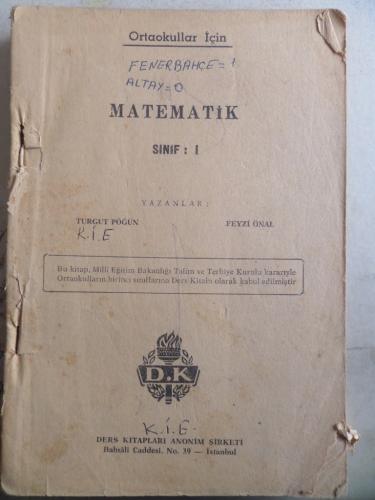 Ortaokullar İçin
FENERBAHÇE = 1
ALTAY = 0
MATEMATİK
SINIF : 1
YAZANLAR :
TURGUT POĞUN FEYZİ ÖNAL
K.İ.E
Bu kitap, Millî Eğitim Bakanlığı Talim ve Terbiye Kurulu kararıyle
Ortaokulların birinci sınıflarına Ders Kitabı olarak kabul edilmiştir
D.K
K.İ.E
DERS KİTAPLARI ANONİM ŞİRKETİ
Babıâli Caddesi. No. 39 — İstanbul